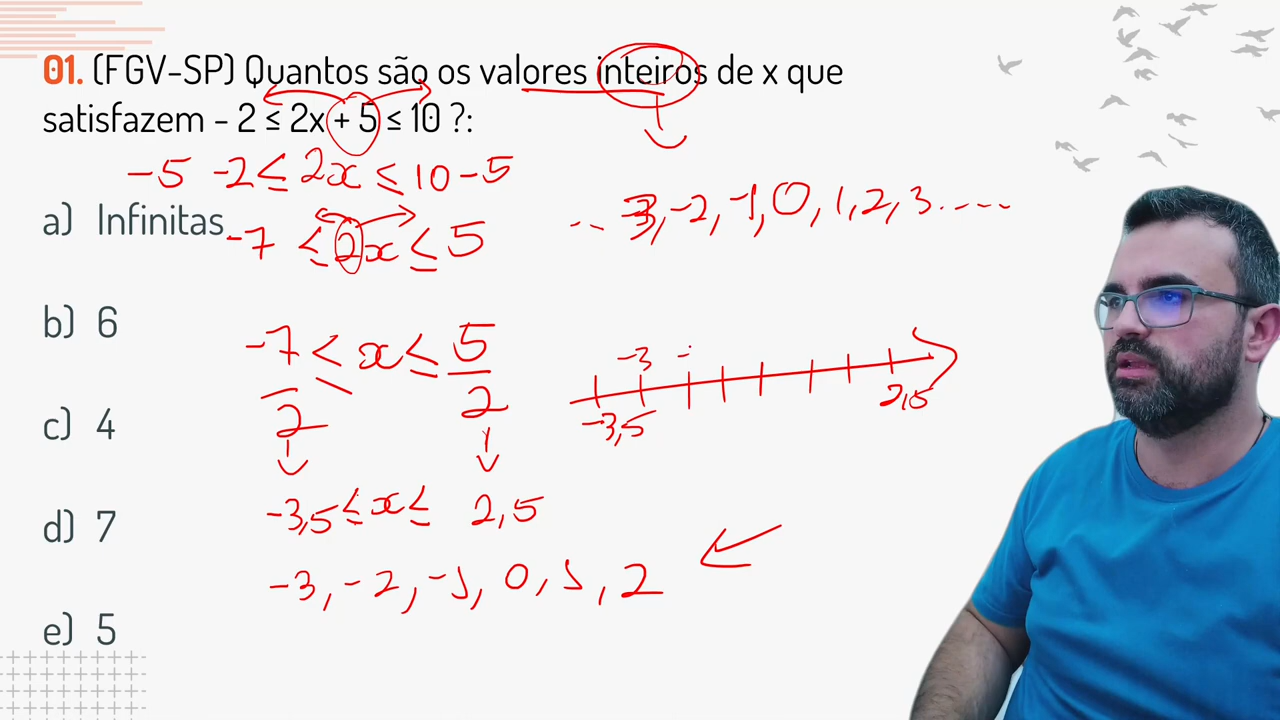 01. (FGV-SP) Quantos são os valores inteiros de x que
satisfazem - 2 ≤ 2x + 5 ≤ 10 ?:
-5 -2 ≤ 2x ≤ 10 -5
a) Infinitas
-7 ≤ 2x ≤ 5
... -3, -2, -1, 0, 1, 2, 3 ....
b) 6
-7/2 ≤ x ≤ 5/2
-3
-3,5
2,5
c) 4
-3,5 ≤ x ≤ 2,5
d) 7
-3, -2, -1, 0, 1, 2
e) 5